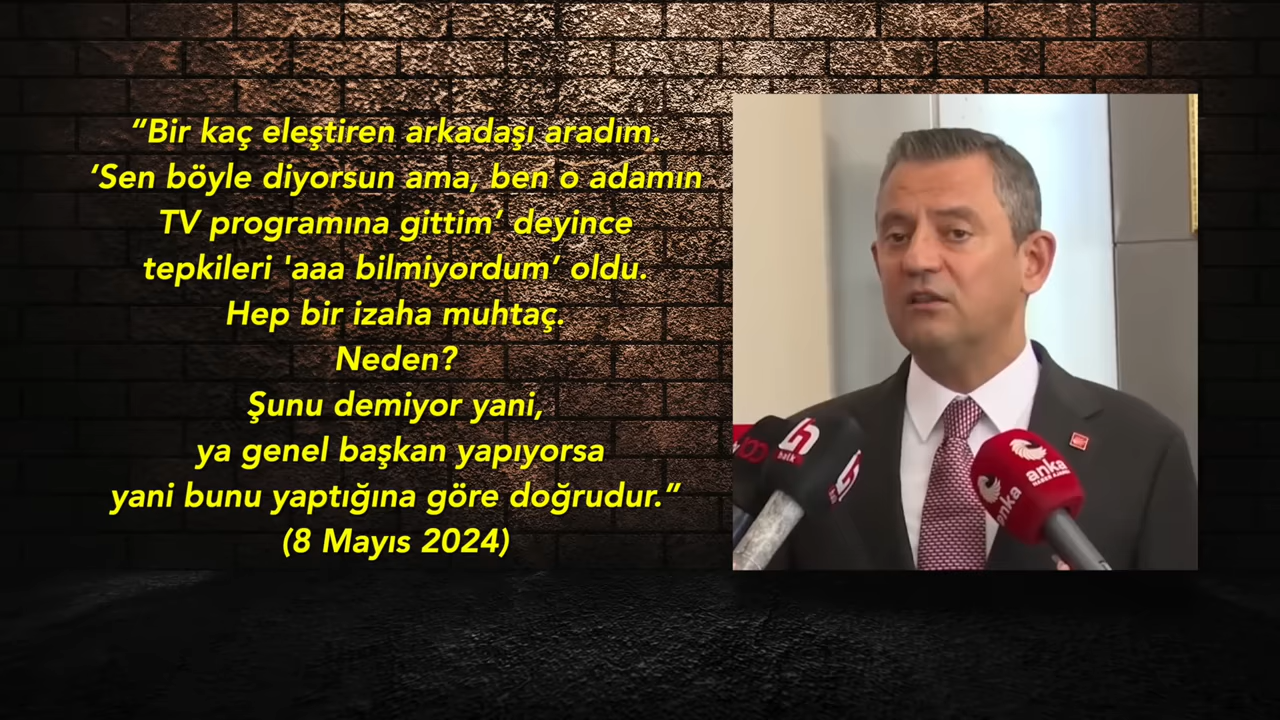 “Bir kaç eleştiren arkadaşı aradım.
‘Sen böyle diyorsun ama, ben o adamın
TV programına gittim’ deyince
tepkileri 'aaa bilmiyordum’ oldu.
Hep bir izaha muhtaç.
Neden?
Şunu demiyor yani,
ya genel başkan yapıyorsa
yani bunu yaptığına göre doğrudur.”
(8 Mayıs 2024)
halk
anka
anka